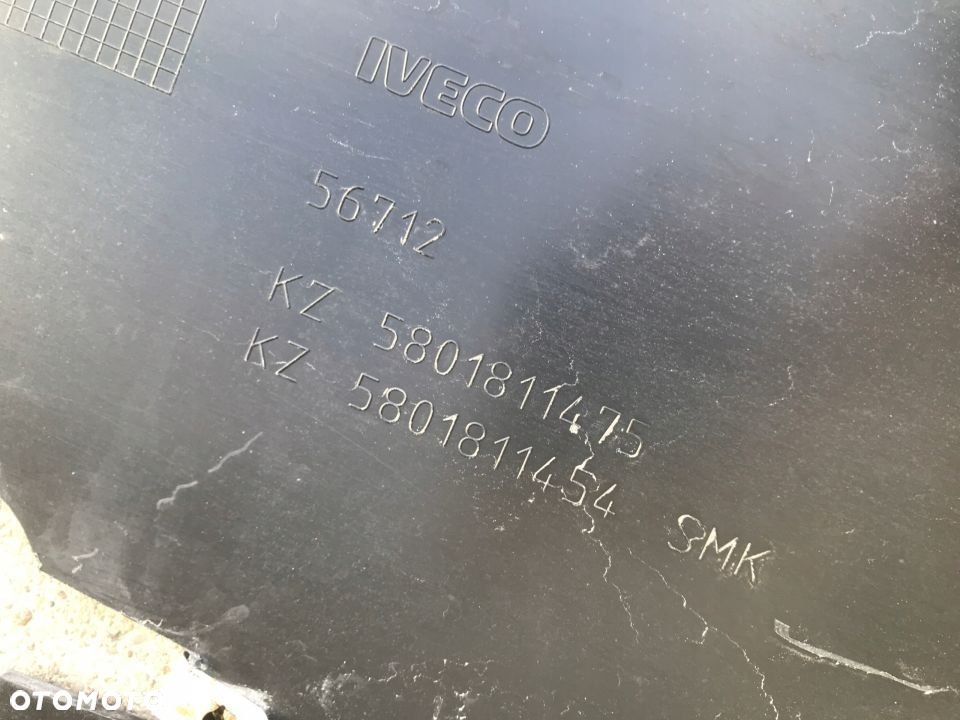 IVECO
56712
KZ 5801811475
KZ 5801811454 SMK
OTOMOTO